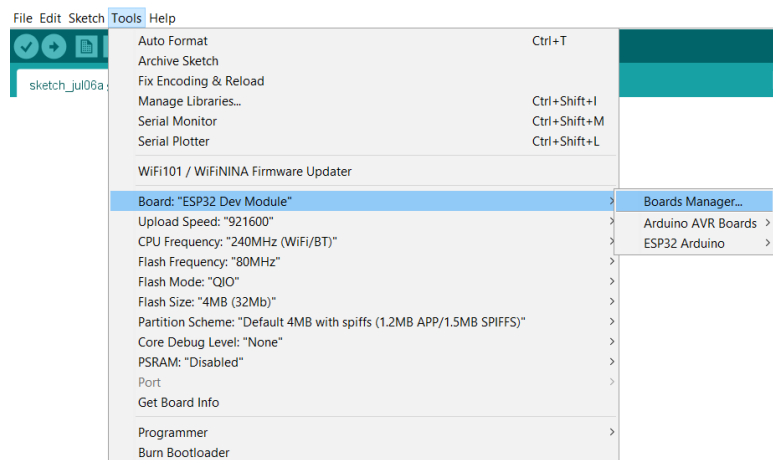 File Edit Sketch Tools Help
sketch_jul06a
Auto Format Ctrl+T
Archive Sketch
Fix Encoding & Reload
Manage Libraries... Ctrl+Shift+I
Serial Monitor Ctrl+Shift+M
Serial Plotter Ctrl+Shift+L
WiFi101 / WiFiNINA Firmware Updater
Board: "ESP32 Dev Module"
Boards Manager...
Upload Speed: "921600"
Arduino AVR Boards
CPU Frequency: "240MHz (WiFi/BT)"
ESP32 Arduino
Flash Frequency: "80MHz"
Flash Mode: "QIO"
Flash Size: "4MB (32Mb)"
Partition Scheme: "Default 4MB with spiffs (1.2MB APP/1.5MB SPIFFS)"
Core Debug Level: "None"
PSRAM: "Disabled"
Port
Get Board Info
Programmer
Burn Bootloader